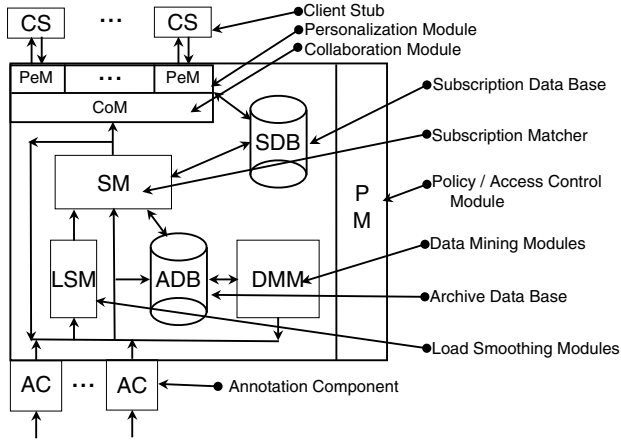 CS ... CS Client Stub
Personalization Module
PeM ... PeM Collaboration Module
CoM
SDB Subscription Data Base
SM Subscription Matcher
P
M
Policy / Access Control
Module
LSM ADB DMM Data Mining Modules
Archive Data Base
Load Smoothing Modules
AC ... AC Annotation Component